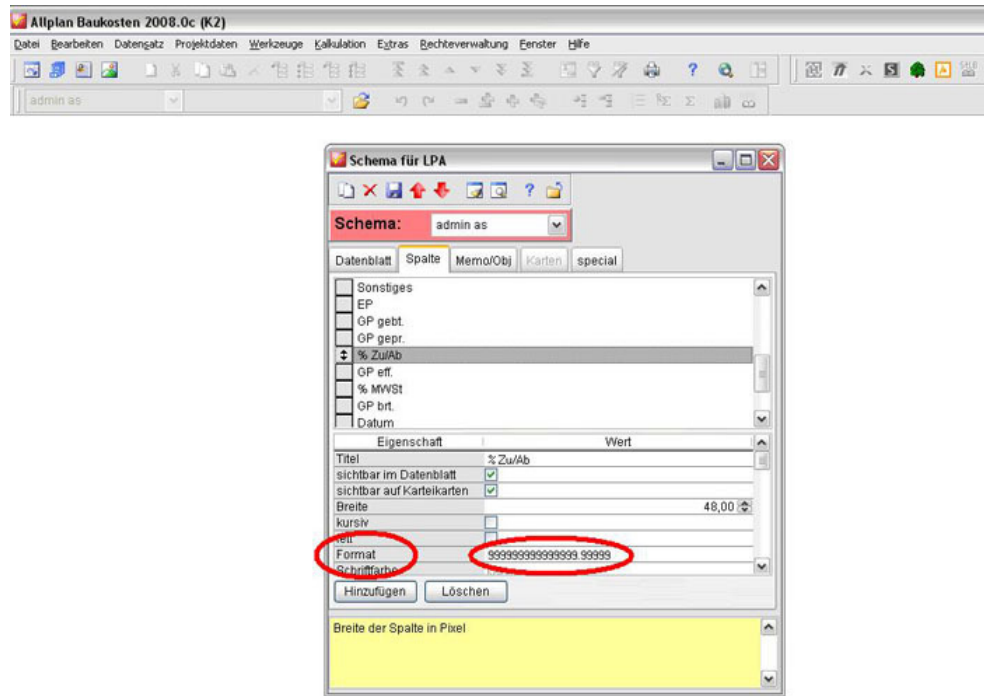 Allplan Baukosten 2008.0c (K2)
Datei Bearbeiten Datensatz Projektdaten Werkzeuge Kalkulation Extras Rechteverwaltung Fenster Hilfe
admin as
Schema für LPA
Schema: admin as
Datenblatt Spalte Memo/Obj Karten special
Sonstiges
EP
GP gebt.
GP gepr.
% Zu/Ab
GP eff.
% MWSt
GP brt.
Datum
Eigenschaft Wert
Titel % Zu/Ab
sichtbar im Datenblatt
sichtbar auf Karteikarten
Breite 48,00
kursiv
fett
Format
Schriftfarbe
Hinzufügen Löschen
Breite der Spalte in Pixel